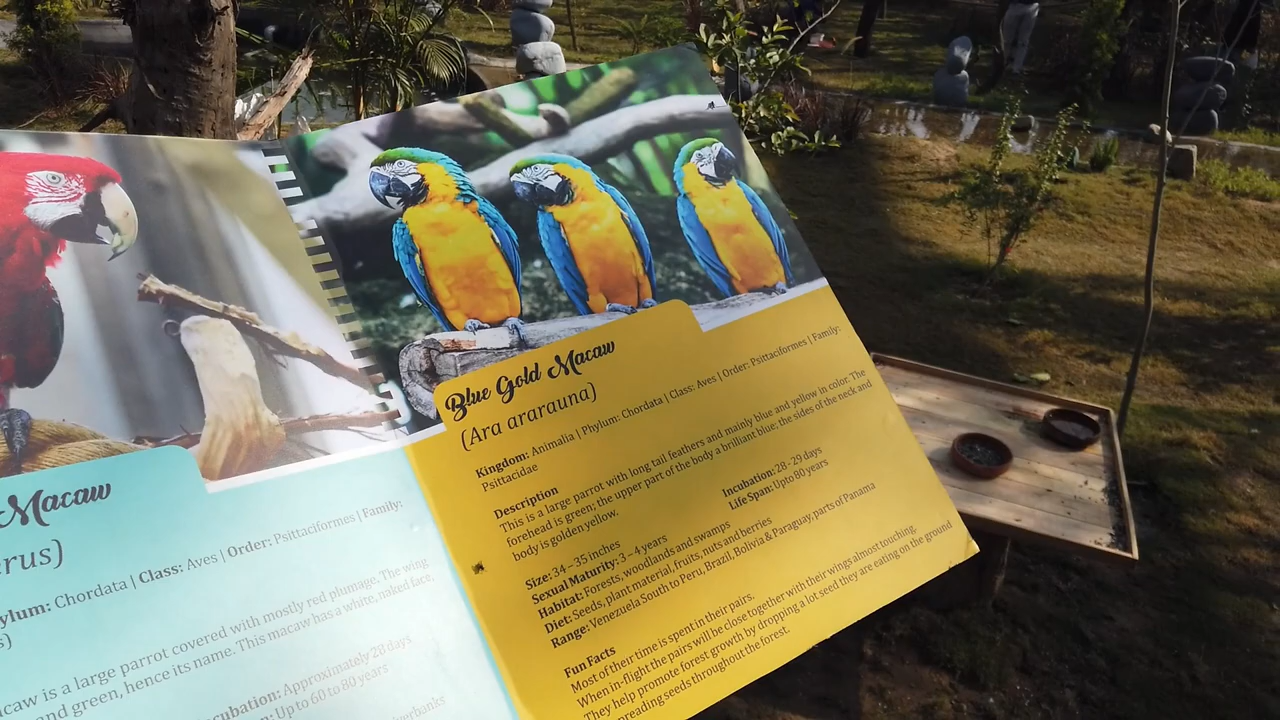 Macaw
erus)
ylum: Chordata | Class: Aves | Order: Psittaciformes | Family:
s)
caw is a large parrot covered with mostly red plumage. The wing
and green, hence its name. This macaw has a white, naked face,
cubation: Approximately 28 days
n: Up to 60 to 80 years
verbanks
Blue Gold Macaw
(Ara ararauna)
Kingdom: Animalia | Phylum: Chordata | Class: Aves | Order: Psittaciformes | Family:
Psittacidae
Description
This is a large parrot with long tail feathers and mainly blue and yellow in color. The
forehead is green; the upper part of the body a brilliant blue; the sides of the neck and
body is golden yellow.
Size: 34 – 35 inches
Incubation: 28 - 29 days
Sexual Maturity: 3 – 4 years
Life Span: Upto 80 years
Habitat: Forests, woodlands and swamps
Diet: Seeds, plant material, fruits, nuts and berries
Range: Venezuela South to Peru, Brazil, Bolivia & Paraguay, parts of Panama
Fun Facts
Most of their time is spent in their pairs.
When in-flight the pairs will be close together with their wings almost touching.
They help promote forest growth by dropping a lot seed they are eating on the ground
preading seeds throughout the forest.